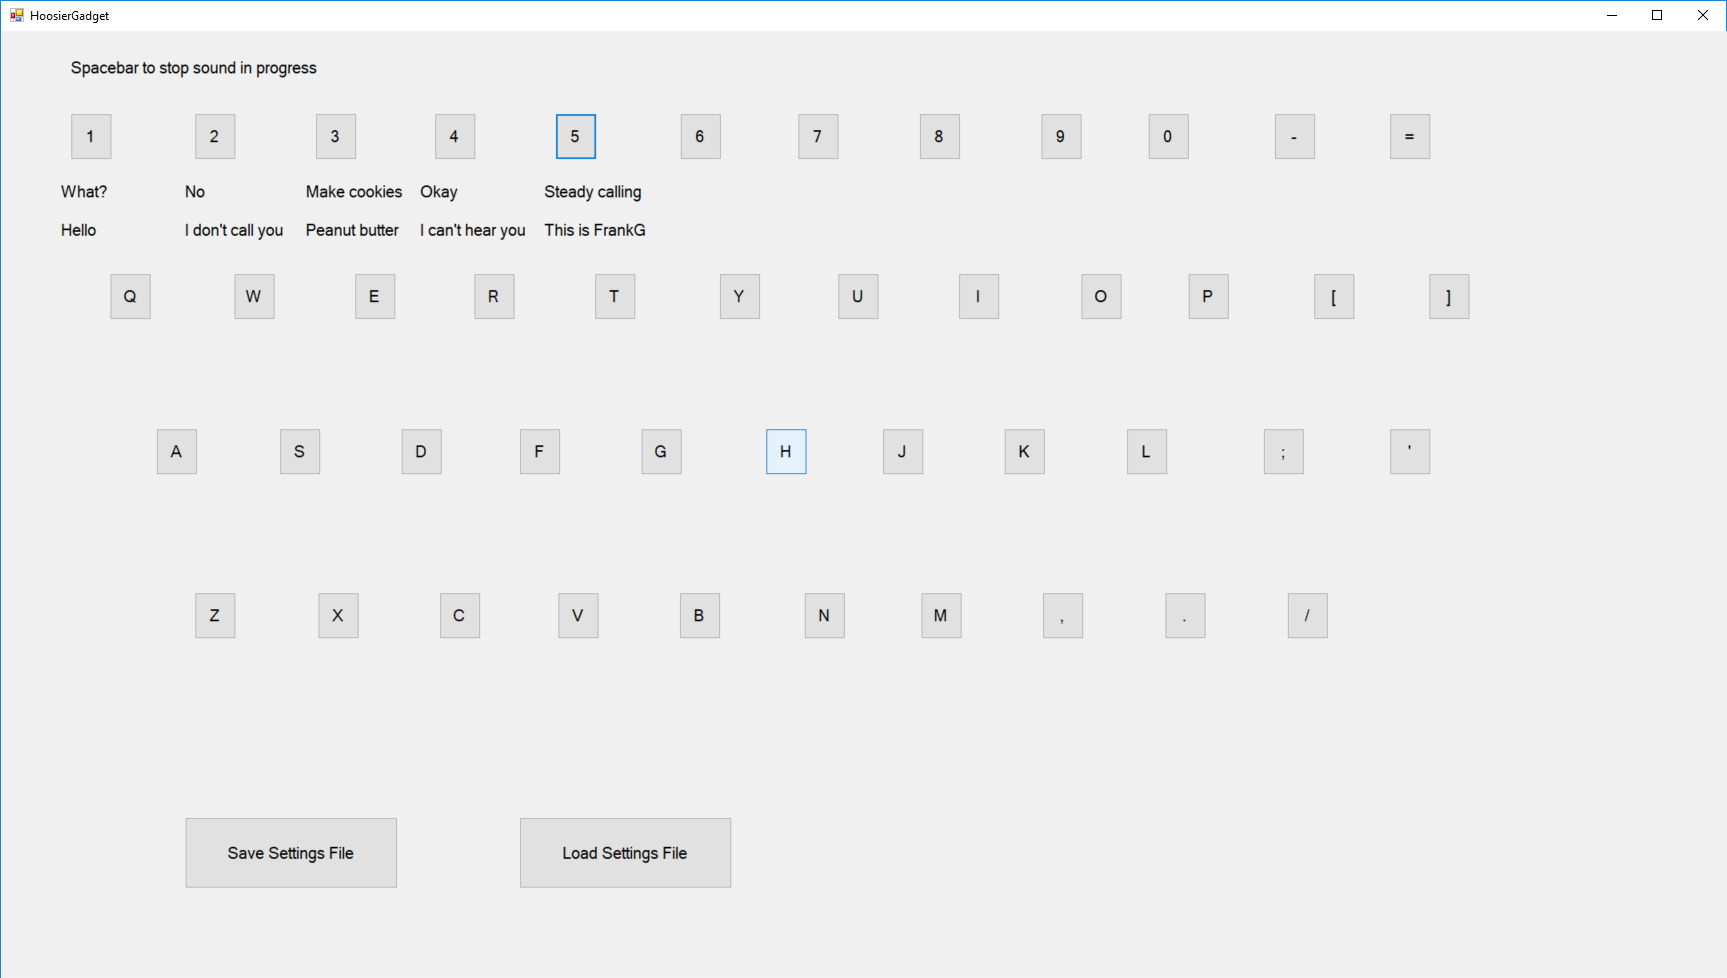 HoosierGadget
Spacebar to stop sound in progress
1 2 3 4 5 6 7 8 9 0 - =
What? No Make cookies Okay Steady calling
Hello I don't call you Peanut butter I can't hear you This is FrankG
Q W E R T Y U I O P [ ]
A S D F G H J K L ; '
Z X C V B N M , . /
Save Settings File Load Settings File